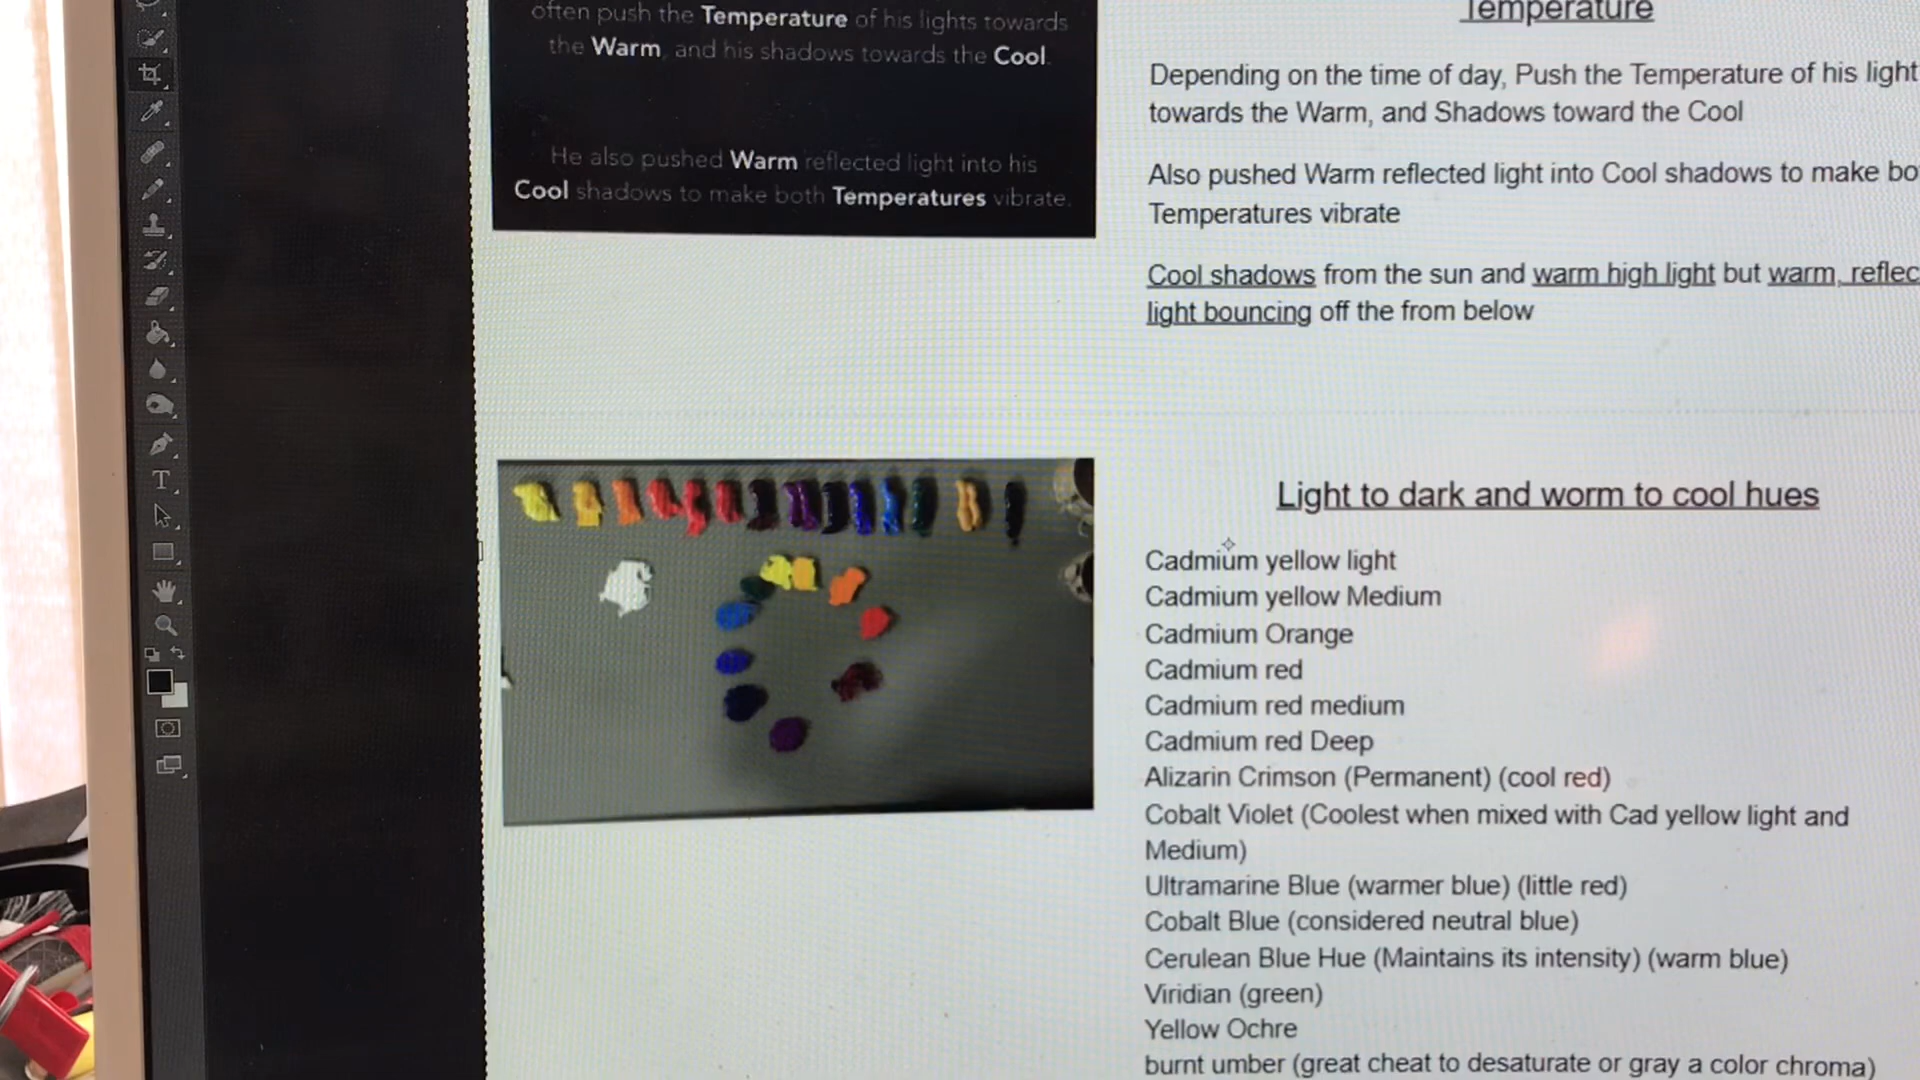 often push the Temperature of his lights towards
the Warm, and his shadows towards the Cool.
He also pushed Warm reflected light into his
Cool shadows to make both Temperatures vibrate.
Temperature
Depending on the time of day, Push the Temperature of his light
towards the Warm, and Shadows toward the Cool
Also pushed Warm reflected light into Cool shadows to make bo
Temperatures vibrate
Cool shadows from the sun and warm high light but warm, reflec
light bouncing off the from below
Light to dark and worm to cool hues
Cadmium yellow light
Cadmium yellow Medium
Cadmium Orange
Cadmium red
Cadmium red medium
Cadmium red Deep
Alizarin Crimson (Permanent) (cool red)
Cobalt Violet (Coolest when mixed with Cad yellow light and
Medium)
Ultramarine Blue (warmer blue) (little red)
Cobalt Blue (considered neutral blue)
Cerulean Blue Hue (Maintains its intensity) (warm blue)
Viridian (green)
Yellow Ochre
burnt umber (great cheat to desaturate or gray a color chroma)